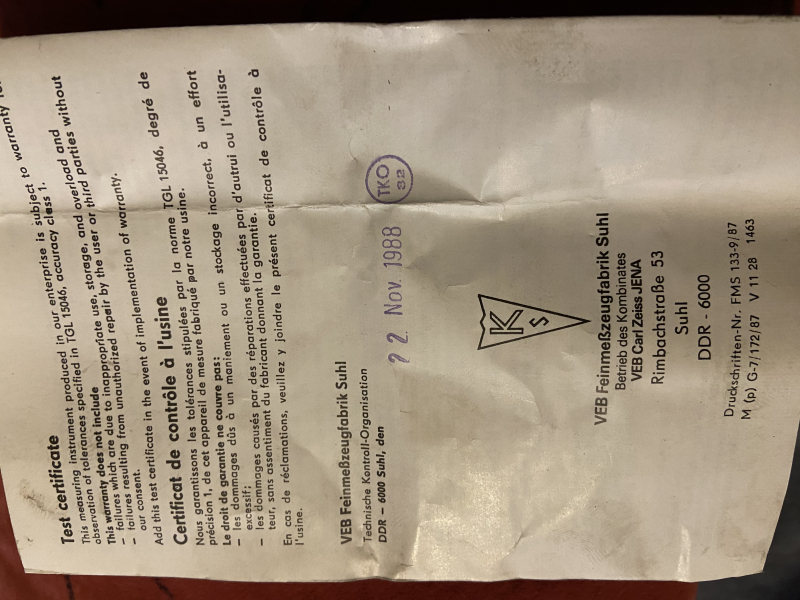 Test certificate
This measuring instrument produced in our enterprise is subject to warranty for
observation of tolerances specified in TGL 15046, accuracy class 1.
This warranty does not include
– failures which are due to inappropriate use, storage, and overload and
– failures resulting from unauthorized repair by the user or third parties without
our consent.
Add this test certificate in the event of implementation of warranty.
Certificat de contrôle à l'usine
Nous garantissons les tolérances stipulées par la norme TGL 15046, degré de
précision 1, de cet appareil de mesure fabriqué par notre usine.
Le droit de garantie ne couvre pas:
– les dommages dûs à un maniement ou un stockage incorrect, à un effort
excessif;
– les dommages causés par des réparations effectuées par d'autrui ou l'utilisa-
teur, sans assentiment du fabricant donnant la garantie.
En cas de réclamations, veuillez y joindre le présent certificat de contrôle à
l'usine.
VEB Feinmeßzeugfabrik Suhl
Technische Kontroll-Organisation
DDR – 6000 Suhl, den
22. Nov. 1988
TKO
32
K
S
VEB Feinmeßzeugfabrik Suhl
Betrieb des Kombinates
VEB Carl Zeiss JENA
Rimbachstraße 53
Suhl
DDR - 6000
Druckschriften-Nr. FMS 133-9/87
M (p) G-7/172/87 V 11 28 1463